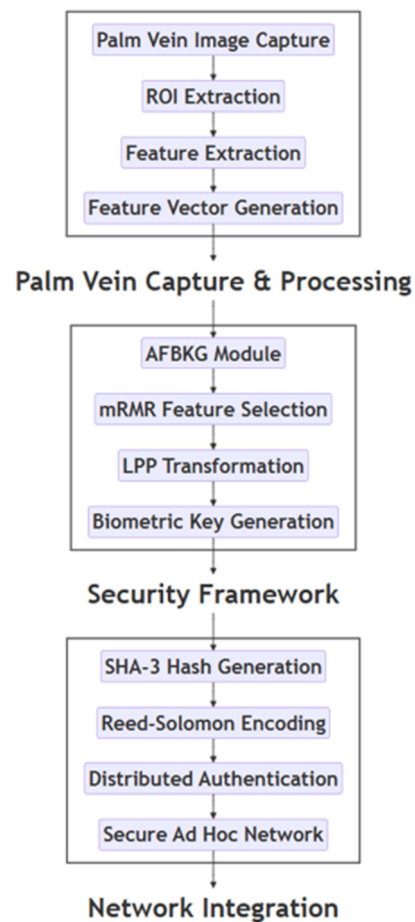 Palm Vein Image Capture
ROI Extraction
Feature Extraction
Feature Vector Generation
Palm Vein Capture & Processing
AFBKG Module
mRMR Feature Selection
LPP Transformation
Biometric Key Generation
Security Framework
SHA-3 Hash Generation
Reed-Solomon Encoding
Distributed Authentication
Secure Ad Hoc Network
Network Integration